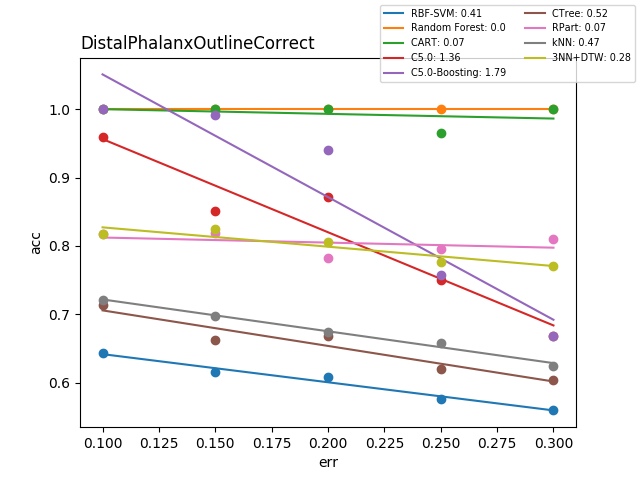 RBF-SVM: 0.41
Random Forest: 0.0
CART: 0.07
C5.0: 1.36
C5.0-Boosting: 1.79
CTree: 0.52
RPart: 0.07
kNN: 0.47
3NN+DTW: 0.28
DistalPhalanxOutlineCorrect
1.0
0.9
0.8
0.7
0.6
acc
0.100 0.125 0.150 0.175 0.200 0.225 0.250 0.275 0.300
err